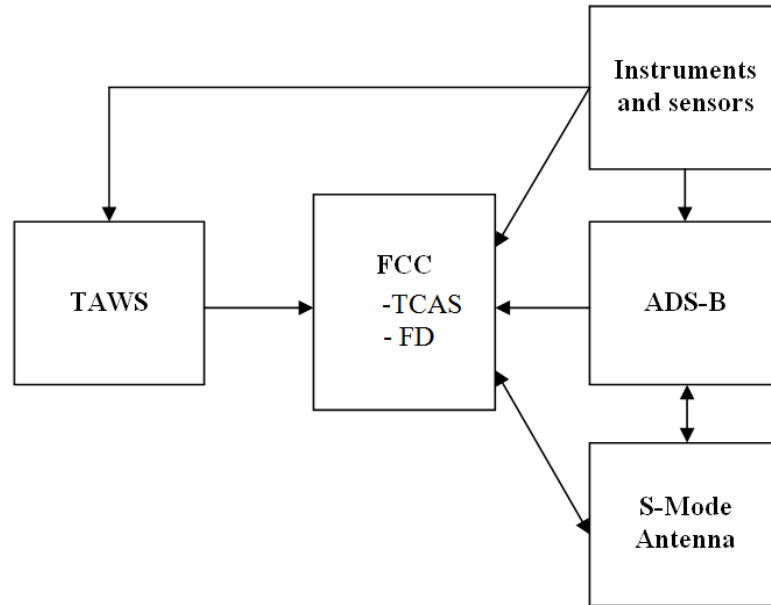 Instruments
and sensors
TAWS
FCC
-TCAS
- FD
ADS-B
S-Mode
Antenna